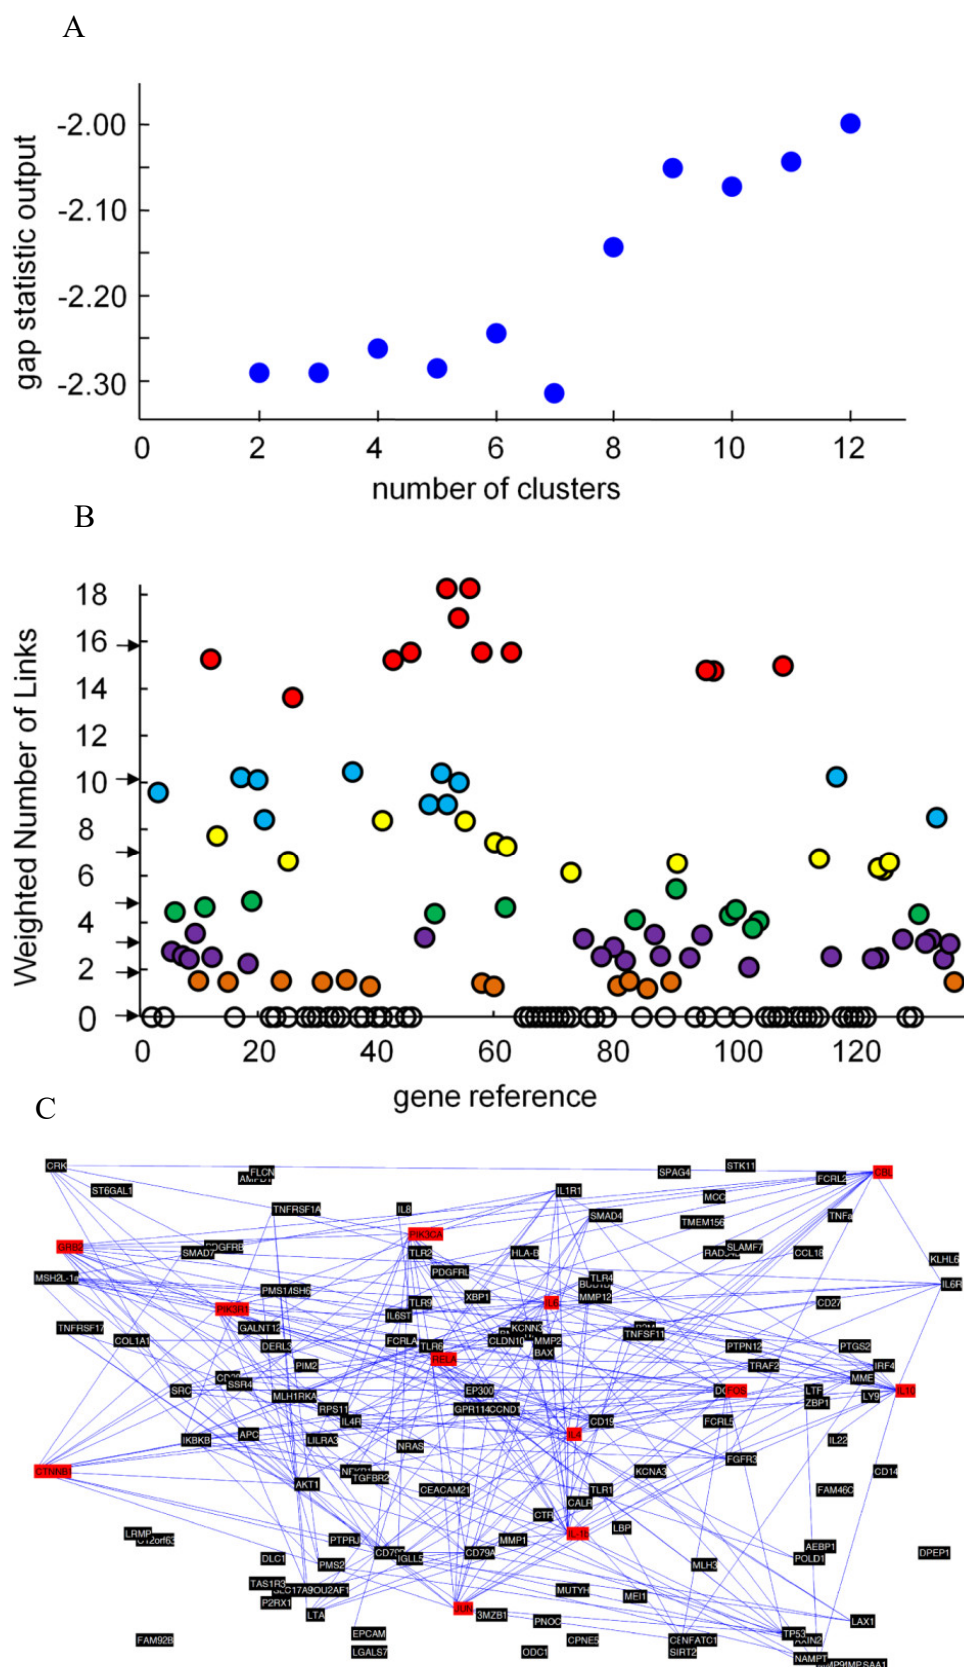 A
-2.00
-2.10
-2.20
-2.30
gap statistic output
0 2 4 6 8 10 12
number of clusters
B
18
16
14
12
10
8
6
4
2
0
Weighted Number of Links
0 20 40 60 80 100 120
gene reference
C
CRK
FLCN
ST6GAL1
TNFRSF1A
IL8
IL1R1
SPAG4
STK11
CBL
FCRL2
MCC
SMAD4
TMEM156
TNFa
GRB2
SMAD7
PIK3CA
TLR2
HLA-B
SLAMF7
CCL18
KLHL6
MSH2L-1a
PDGFRL
TLR4
IL6R
PMS1
XBP1
MMP12
PIK3R1
TLR9
IL6
CD27
IL6ST
TNFRSF17
GALNT12
KCNN3
TNFSF11
COL1A1
DERL3
FCRLA
TLR6
CLDN10
MMP2
PTPN12
PTGS2
RELA
BAX
PIM2
TRAF2
IRF4
MME
SSR4
SRC
MLH1
EP300
FOS
LTF
LY9
IL10
ZBP1
RPS11
GPR114
CCND1
IL4R
CD19
FCRL5
APC
IL4
IKBKB
LILRA3
NRAS
IL22
FGFR3
CTNNB1
TGFBR2
KCNA3
CD14
AKT1
CEACAM21
TLR1
FAM46C
CALR
CTR
LRMP
LBP
IL-1b
PTPRJ
MMP1
AEBP1
DPEP1
DLC1
IGLL5
CD79A
POLD1
PMS2
MLH3
TAS1R3
MUTYH
MEI1
P2RX1
LTA
JUN
PNOC
LAX1
FAM92B
EPCAM
CPNE5
TP53
LGALS7
ODC1
SIRT2
NAMPT